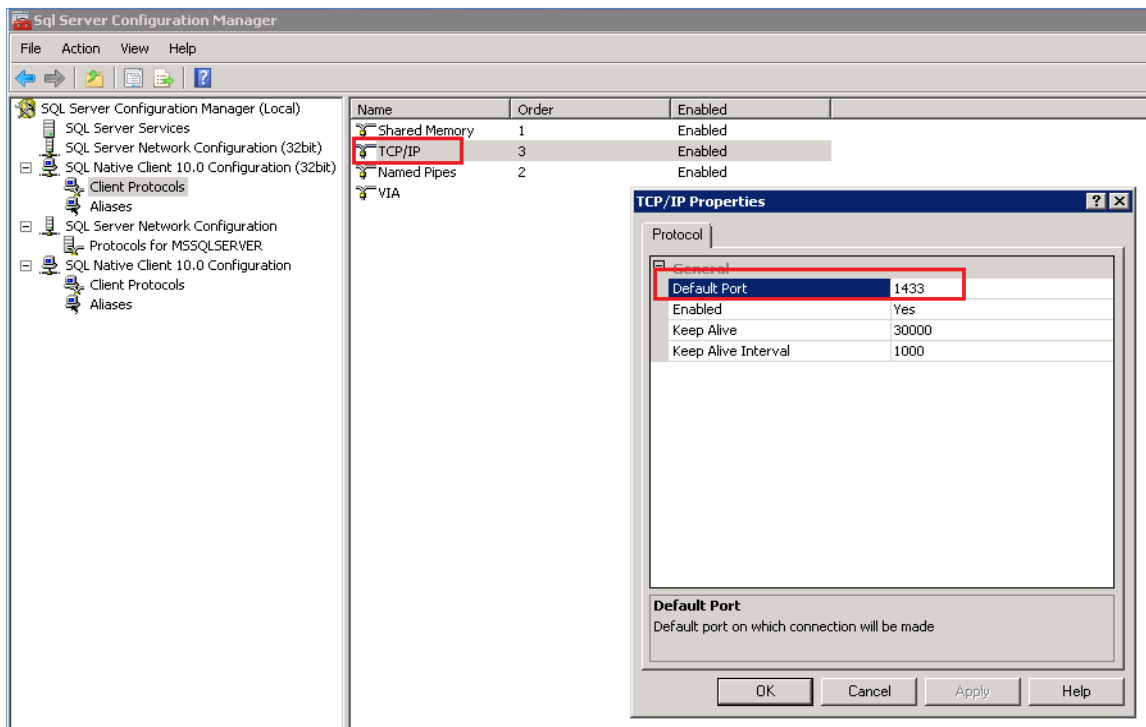 Sql Server Configuration Manager
File Action View Help
SQL Server Configuration Manager (Local)
SQL Server Services
SQL Server Network Configuration (32bit)
SQL Native Client 10.0 Configuration (32bit)
Client Protocols
Aliases
SQL Server Network Configuration
Protocols for MSSQLSERVER
SQL Native Client 10.0 Configuration
Client Protocols
Aliases
Name Order Enabled
Shared Memory 1 Enabled
TCP/IP 3 Enabled
Named Pipes 2 Enabled
VIA
TCP/IP Properties
Protocol
General
Default Port 1433
Enabled Yes
Keep Alive 30000
Keep Alive Interval 1000
Default Port
Default port on which connection will be made
OK Cancel Apply Help